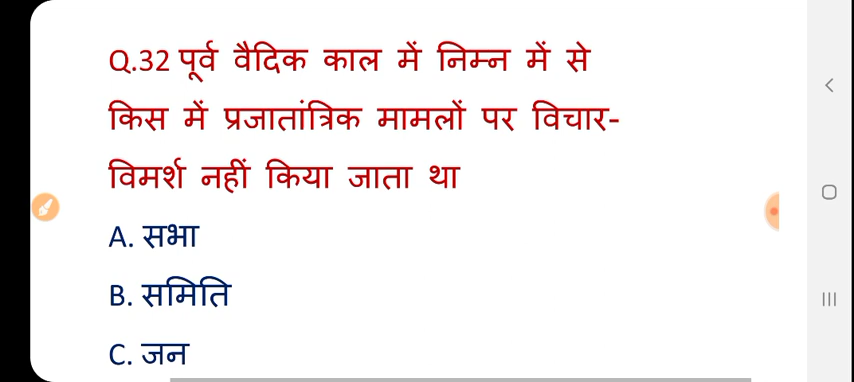 Q.32 पूर्व वैदिक काल में निम्न में से
किस में प्रजातांत्रिक मामलों पर विचार-
विमर्श नहीं किया जाता था
A. सभा
B. समिति
C. जन